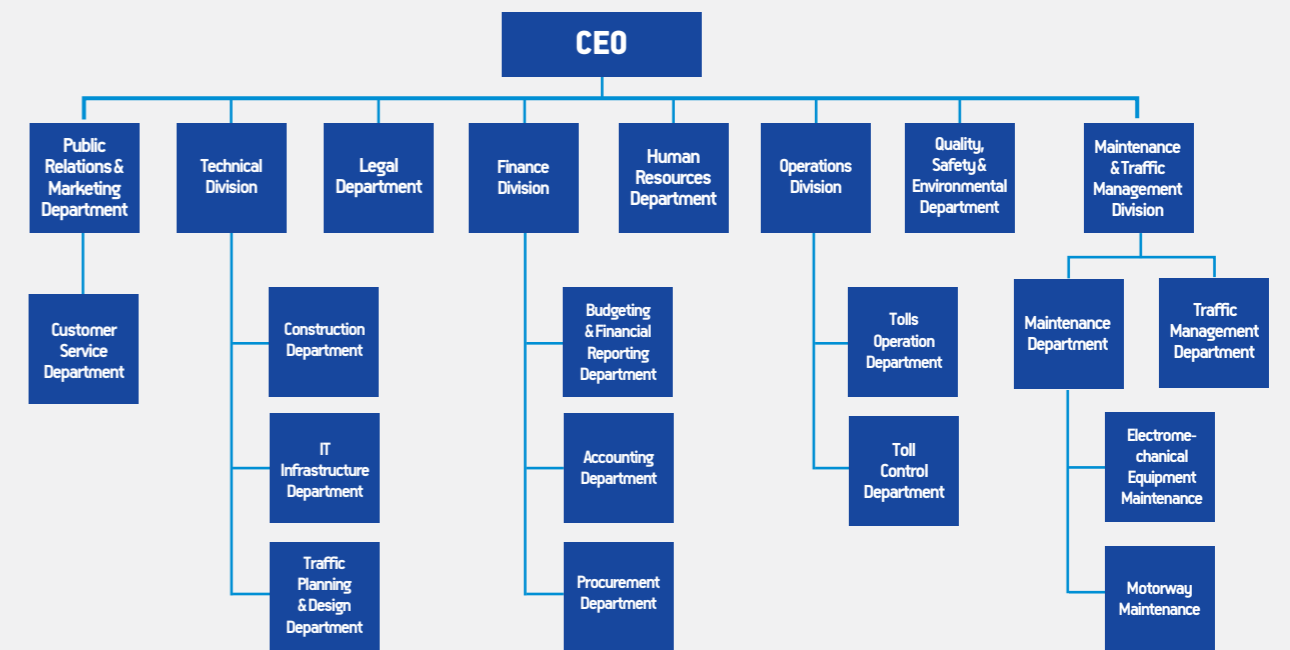 CEO
Public
Relations &
Marketing
Department
Technical
Division
Legal
Department
Finance
Division
Human
Resources
Department
Operations
Division
Quality,
Safety &
Environmental
Department
Maintenance
& Traffic
Management
Division
Customer
Service
Department
Construction
Department
IT
Infrastructure
Department
Traffic
Planning
& Design
Department
Budgeting
& Financial
Reporting
Department
Accounting
Department
Procurement
Department
Tolls
Operation
Department
Toll
Control
Department
Maintenance
Department
Traffic
Management
Department
Electrome-
chanical
Equipment
Maintenance
Motorway
Maintenance